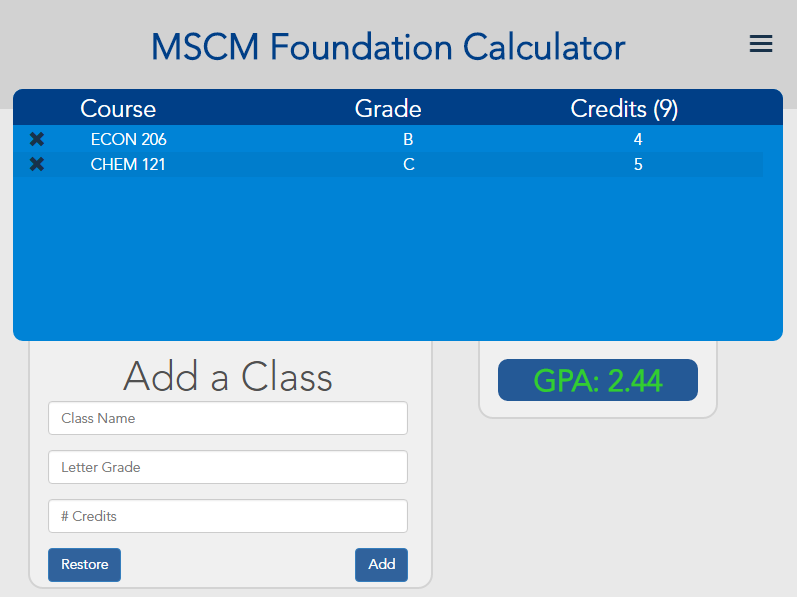 MSCM Foundation Calculator
Course Grade Credits (9)
ECON 206 B 4
CHEM 121 C 5
Add a Class
GPA: 2.44
Class Name
Letter Grade
# Credits
Restore Add